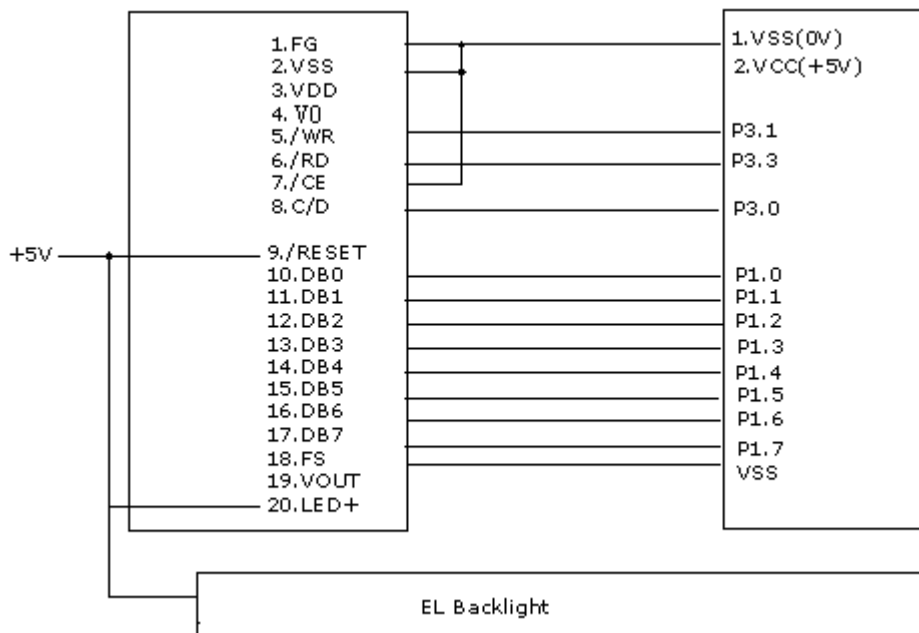 1.FG
2.VSS
3.VDD
4. V0
5./WR
6./RD
7./CE
8.C/D
+5V
9./RESET
10.DB0
11.DB1
12.DB2
13.DB3
14.DB4
15.DB5
16.DB6
17.DB7
18.FS
19.VOUT
20.LED+
1.VSS(0V)
2.VCC(+5V)
P3.1
P3.3
P3.0
P1.0
P1.1
P1.2
P1.3
P1.4
P1.5
P1.6
P1.7
VSS
EL Backlight